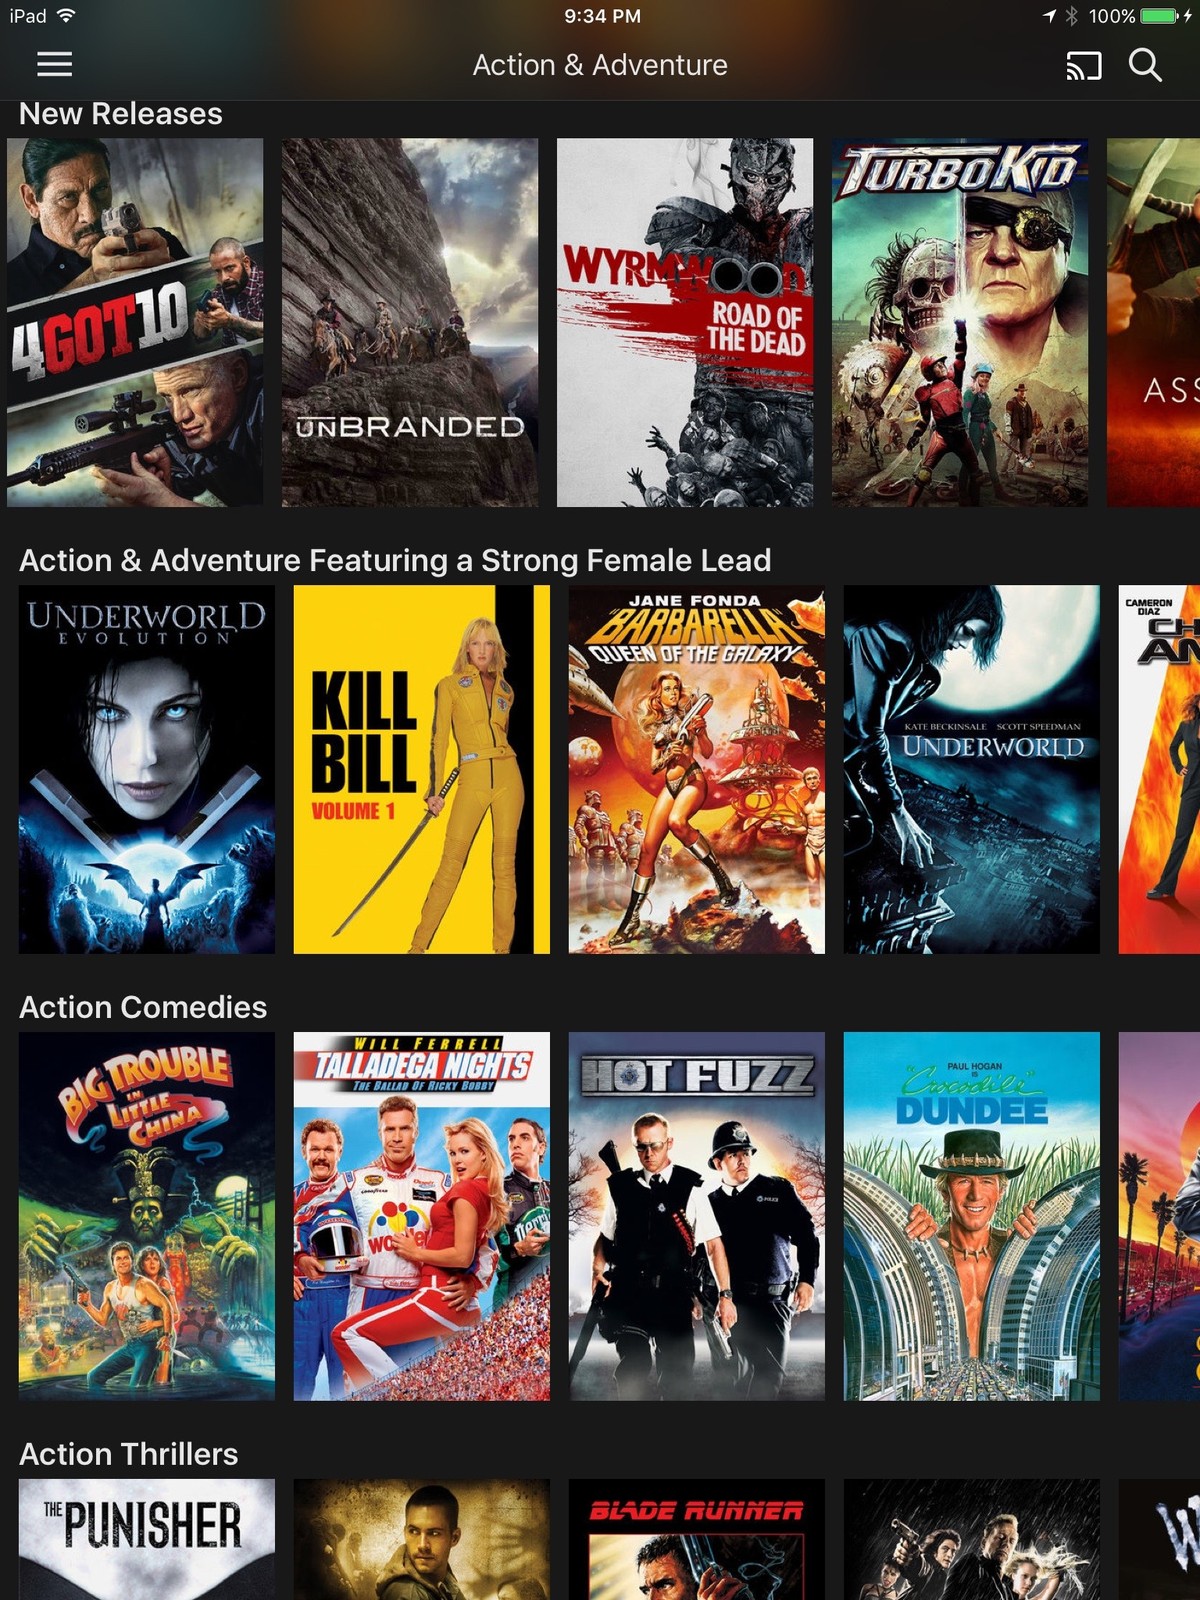 iPad
9:34 PM
100%
Action & Adventure
New Releases
4GOT10
UNBRANDED
WYRMWOOD
ROAD OF
THE DEAD
TURBO KID
ASS
Action & Adventure Featuring a Strong Female Lead
UNDERWORLD
EVOLUTION
KILL
BILL
VOLUME 1
JANE FONDA
"BARBARELLA"
QUEEN OF THE GALAXY
KATE BECKINSALE SCOTT SPEEDMAN
UNDERWORLD
CAMERON
DIAZ
CH
AN
Action Comedies
BIG TROUBLE
IN
LITTLE
CHINA
WILL FERRELL
TALLADEGA NIGHTS
THE BALLAD OF RICKY BOBBY
HOT FUZZ
POLICE
PAUL HOGAN
IS
"Crocodile"
DUNDEE
Action Thrillers
THE PUNISHER
BLADE RUNNER
W